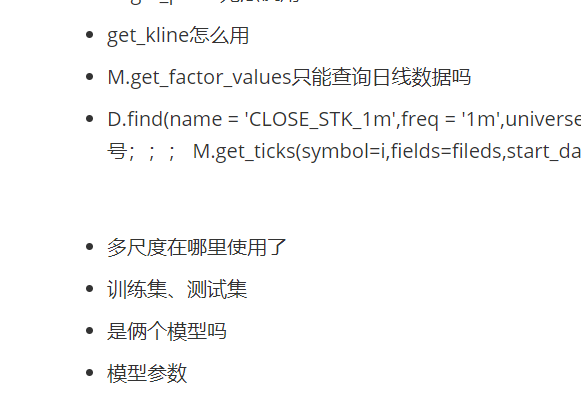 get_kline怎么用
M.get_factor_values只能查询日线数据吗
D.find(name = 'CLOSE_STK_1m',freq = '1m',universe
号；；； M.get_ticks(symbol=i,fields=fileds,start_da
多尺度在哪里使用了
训练集、测试集
是俩个模型吗
模型参数